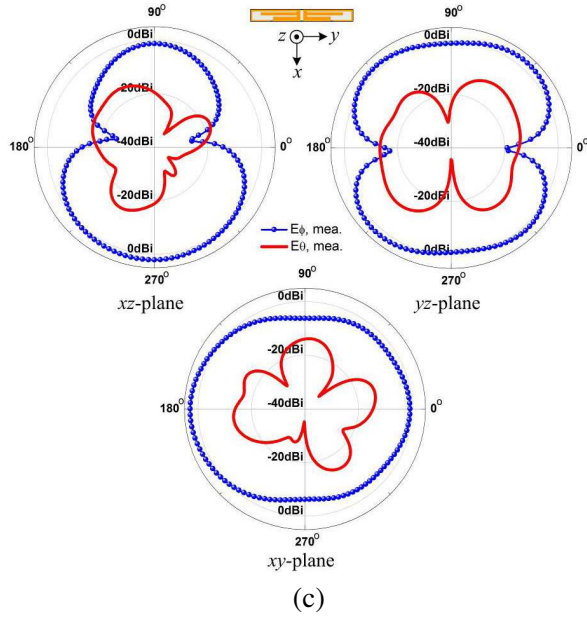 90°
0dBi
-20dBi
180°
-40dBi
0°
-20dBi
0dBi
270°
xz-plane
z
y
x
90°
0dBi
-20dBi
180°
-40dBi
0°
-20dBi
0dBi
270°
yz-plane
Eϕ, mea.
Eθ, mea.
90°
0dBi
-20dBi
180°
-40dBi
0°
-20dBi
0dBi
270°
xy-plane
(c)